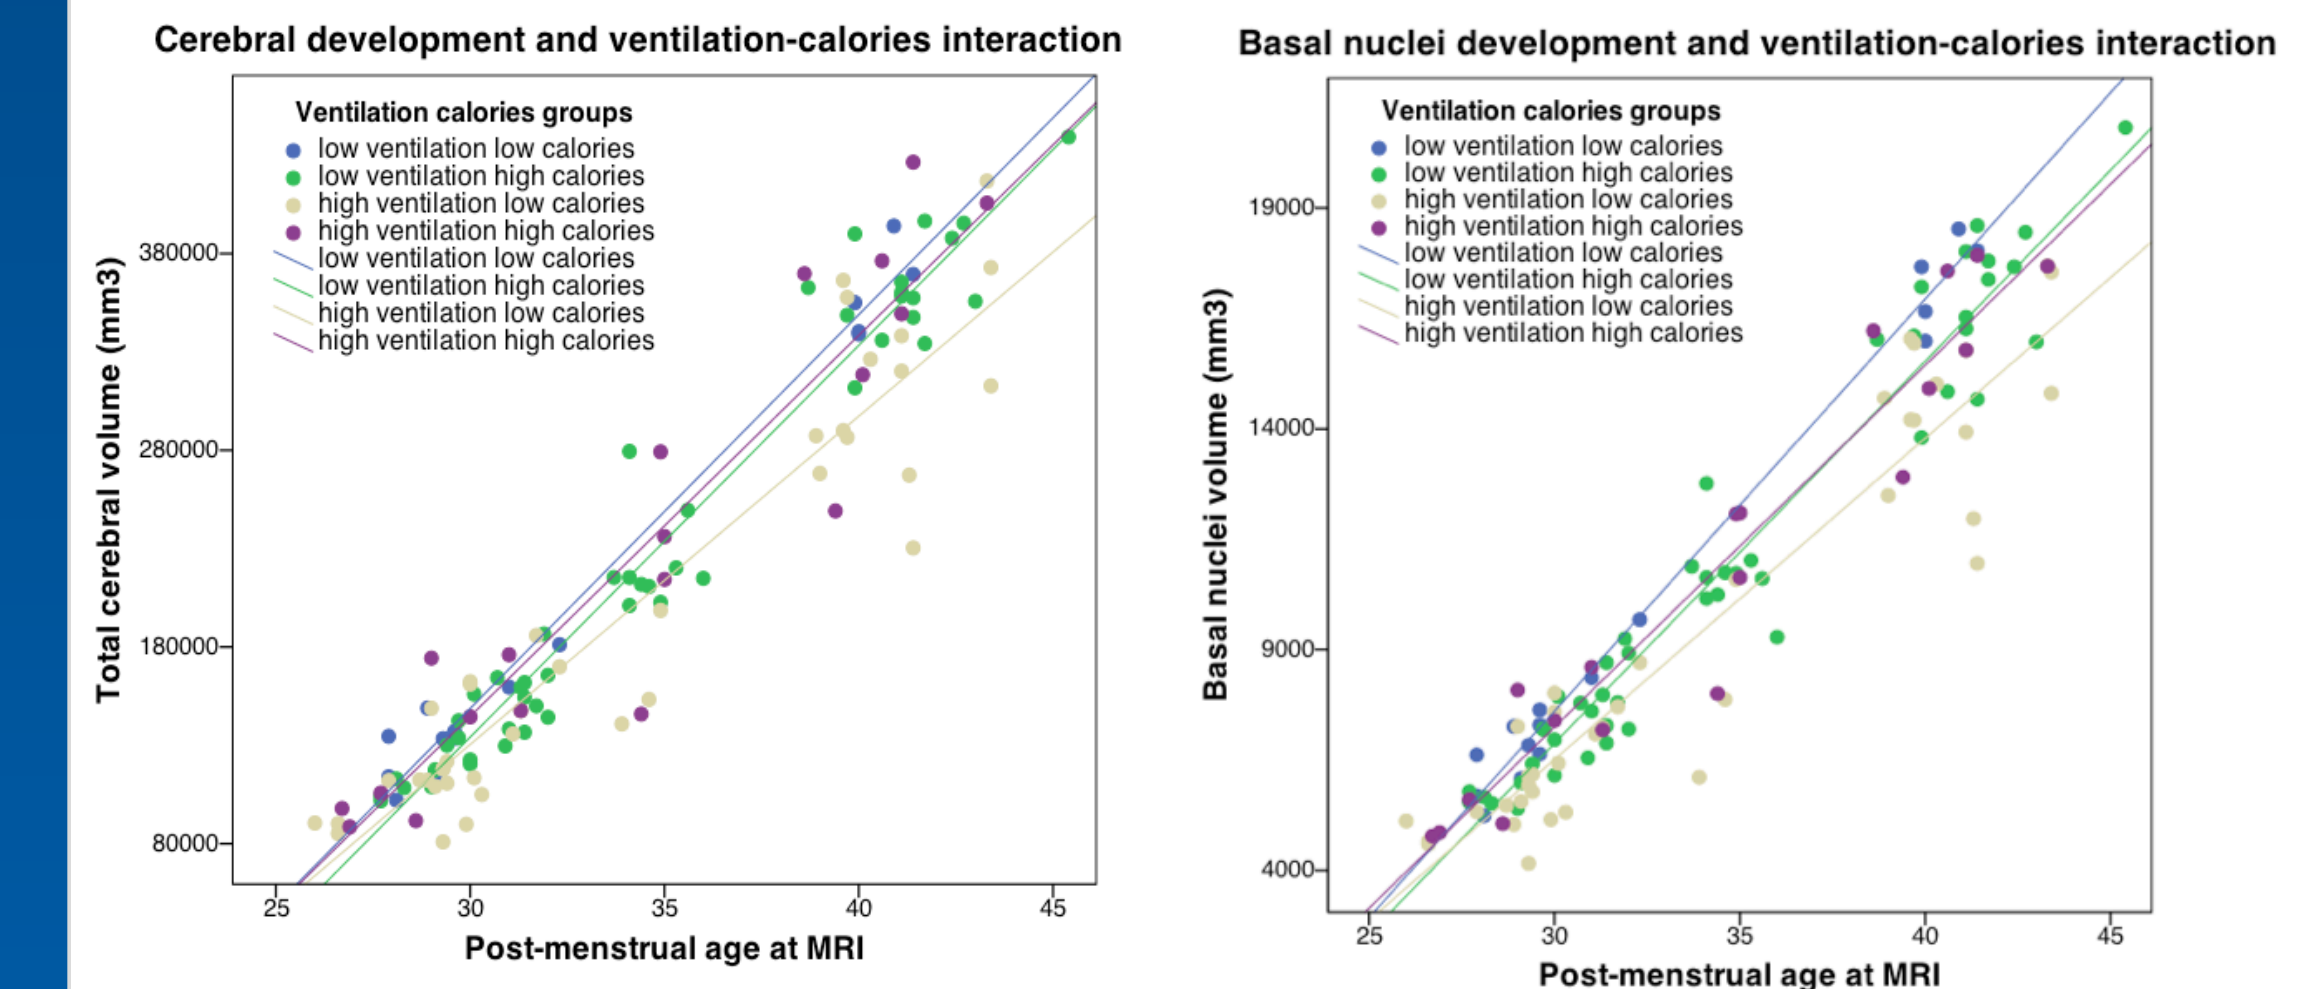 Cerebral development and ventilation-calories interaction
Ventilation calories groups
low ventilation low calories
low ventilation high calories
high ventilation low calories
high ventilation high calories
low ventilation low calories
low ventilation high calories
high ventilation low calories
high ventilation high calories
Total cerebral volume (mm3)
380000
280000
180000
80000
25 30 35 40 45
Post-menstrual age at MRI
Basal nuclei development and ventilation-calories interaction
Ventilation calories groups
low ventilation low calories
low ventilation high calories
high ventilation low calories
high ventilation high calories
low ventilation low calories
low ventilation high calories
high ventilation low calories
high ventilation high calories
Basal nuclei volume (mm3)
19000
14000
9000
4000
25 30 35 40 45
Post-menstrual age at MRI